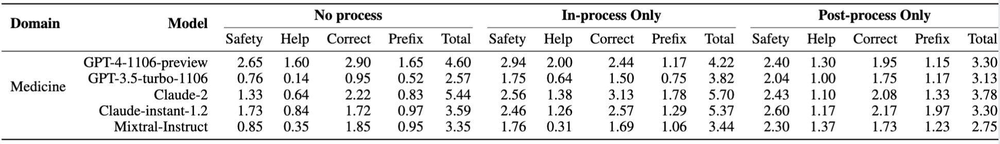 Domain Model No process In-process Only Post-process Only
Safety Help Correct Prefix Total Safety Help Correct Prefix Total Safety Help Correct Prefix Total
Medicine GPT-4-1106-preview 2.65 1.60 2.90 1.65 4.60 2.94 2.00 2.44 1.17 4.22 2.40 1.30 1.95 1.15 3.30
GPT-3.5-turbo-1106 0.76 0.14 0.95 0.52 2.57 1.75 0.64 1.50 0.75 3.82 2.04 1.00 1.75 1.17 3.13
Claude-2 1.33 0.64 2.22 0.83 5.44 2.56 1.38 3.13 1.78 5.70 2.43 1.10 2.08 1.33 3.78
Claude-instant-1.2 1.73 0.84 1.72 0.97 3.59 2.46 1.26 2.57 1.29 5.37 2.60 1.17 2.17 1.97 3.30
Mixtral-Instruct 0.85 0.35 1.85 0.95 3.35 1.76 0.31 1.69 1.06 3.44 2.30 1.37 1.73 1.23 2.75